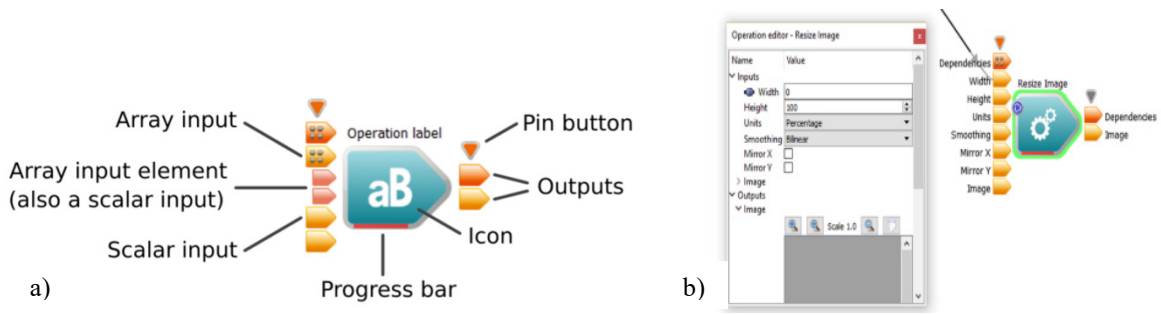 Array input
Array input element
(also a scalar input)
Scalar input
Operation label
aB
Pin button
Outputs
Icon
Progress bar
a)
Operation editor - Resize Image
x
Name Value
Inputs
Width 0
Height 100
Units Percentage
Smoothing Bilinear
Mirror X
Mirror Y
Image
Outputs
Image
Scale 1.0
b)
Dependencies
Width
Height
Units
Smoothing
Mirror X
Mirror Y
Image
Resize Image
Dependencies
Image